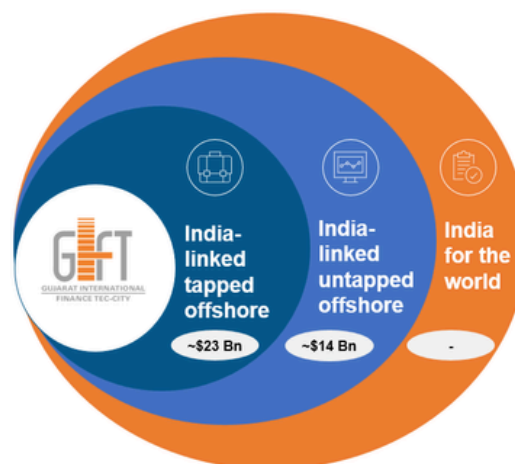 GIFT
GUJARAT INTERNATIONAL
FINANCE TEC-CITY
India-
linked
tapped
offshore
~$23 Bn
India-
linked
untapped
offshore
~$14 Bn
India
for the
world
-